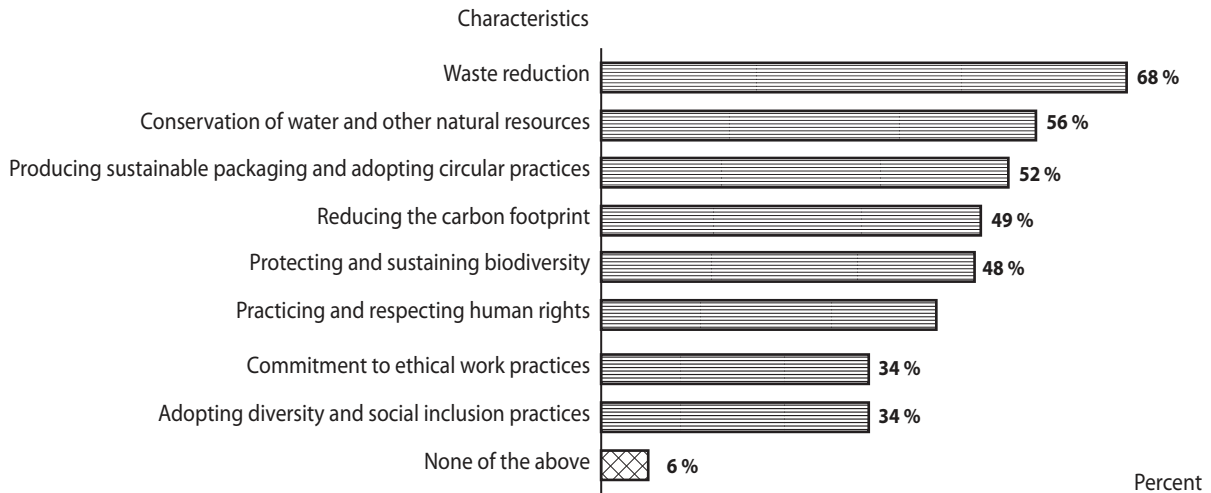 Characteristics
Waste reduction 68 %
Conservation of water and other natural resources 56 %
Producing sustainable packaging and adopting circular practices 52 %
Reducing the carbon footprint 49 %
Protecting and sustaining biodiversity 48 %
Practicing and respecting human rights
Commitment to ethical work practices 34 %
Adopting diversity and social inclusion practices 34 %
None of the above 6 %
Percent